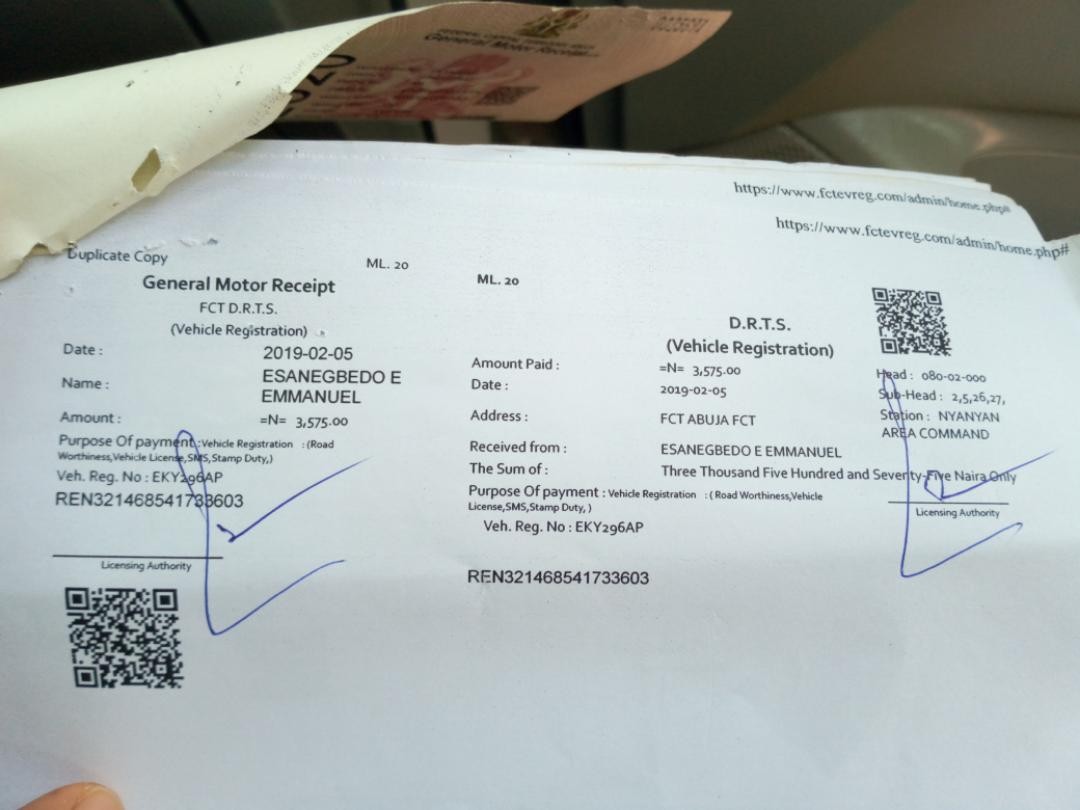 General Motor Receipt
https://www.fctevreg.com/admin/home.php#
https://www.fctevreg.com/admin/home.php#
Duplicate Copy
ML. 20
General Motor Receipt
FCT D.R.T.S.
(Vehicle Registration)
Date : 2019-02-05
Name : ESANEGBEDO E
EMMANUEL
Amount : =N= 3,575.00
Purpose Of payment :Vehicle Registration : (Road
Worthiness,Vehicle License,SMS,Stamp Duty,)
Veh. Reg. No : EKY296AP
REN321468541733603
Licensing Authority
ML. 20
D.R.T.S.
(Vehicle Registration)
Amount Paid : =N= 3,575.00
Date : 2019-02-05
Address : FCT ABUJA FCT
Received from : ESANEGBEDO E EMMANUEL
The Sum of : Three Thousand Five Hundred and Seventy-Five Naira Only
Purpose Of payment : Vehicle Registration : ( Road Worthiness,Vehicle
License,SMS,Stamp Duty, )
Veh. Reg. No : EKY296AP
REN321468541733603
Head : 080-02-000
Sub-Head : 2,5,26,27,
Station : NYANYAN
AREA COMMAND
Licensing Authority